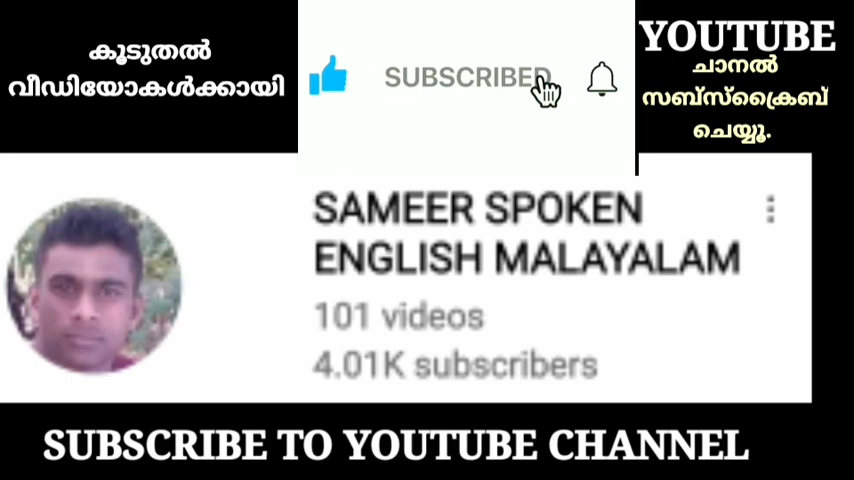 കൂടുതൽ
വീഡിയോകൾക്കായി
SUBSCRIBED
YOUTUBE
ചാനൽ
സബ്സ്ക്രൈബ്
ചെയ്യൂ.
SAMEER SPOKEN
ENGLISH MALAYALAM
101 videos
4.01K subscribers
SUBSCRIBE TO YOUTUBE CHANNEL